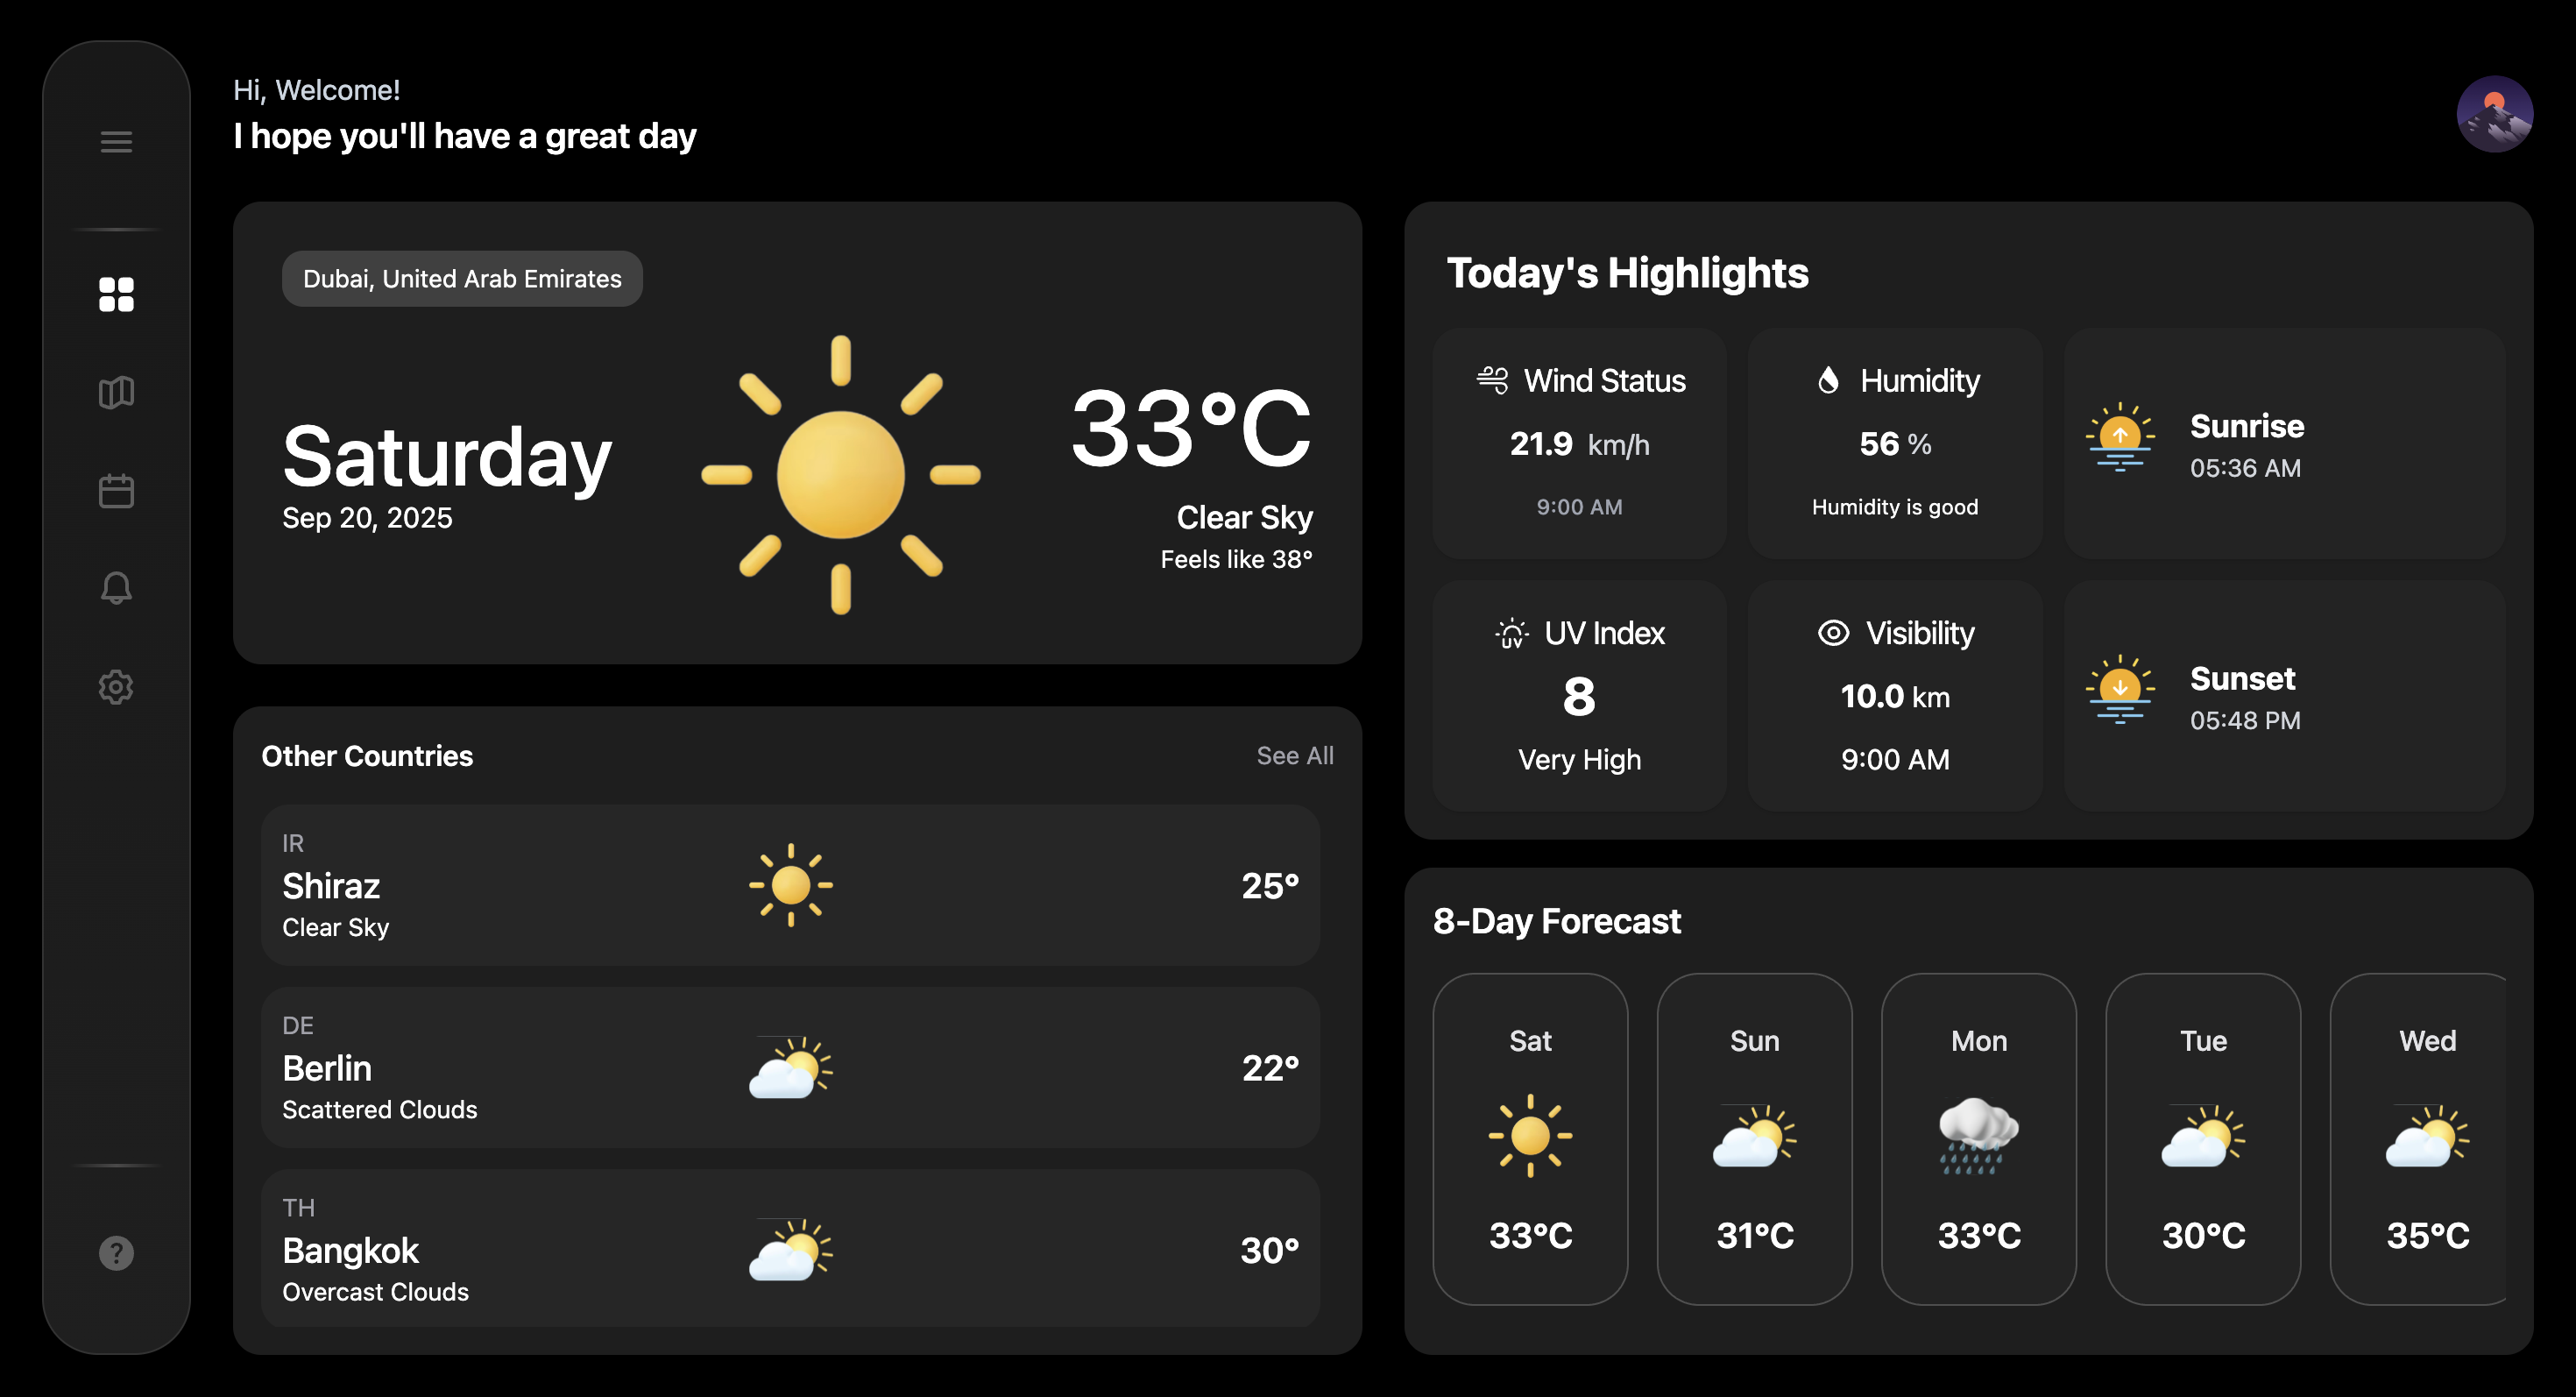 Hi, Welcome!
I hope you'll have a great day
Dubai, United Arab Emirates
Saturday
Sep 20, 2025
33°C
Clear Sky
Feels like 38°
Other Countries
See All
IR
Shiraz
Clear Sky
25°
DE
Berlin
Scattered Clouds
22°
TH
Bangkok
Overcast Clouds
30°
Today's Highlights
Wind Status
21.9 km/h
9:00 AM
Humidity
56 %
Humidity is good
Sunrise
05:36 AM
UV
UV Index
8
Very High
Visibility
10.0 km
9:00 AM
Sunset
05:48 PM
8-Day Forecast
Sat
33°C
Sun
31°C
Mon
33°C
Tue
30°C
Wed
35°C
?